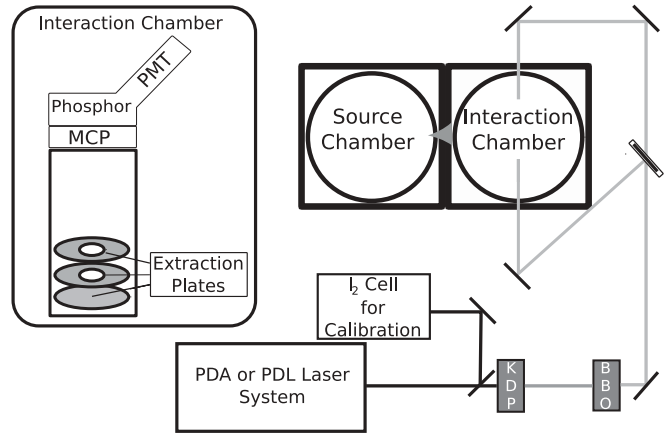 Interaction Chamber
PMT
Phosphor
MCP
Extraction
Plates
Source
Chamber
Interaction
Chamber
I₂ Cell
for
Calibration
PDA or PDL Laser
System
K
D
P
B
B
O